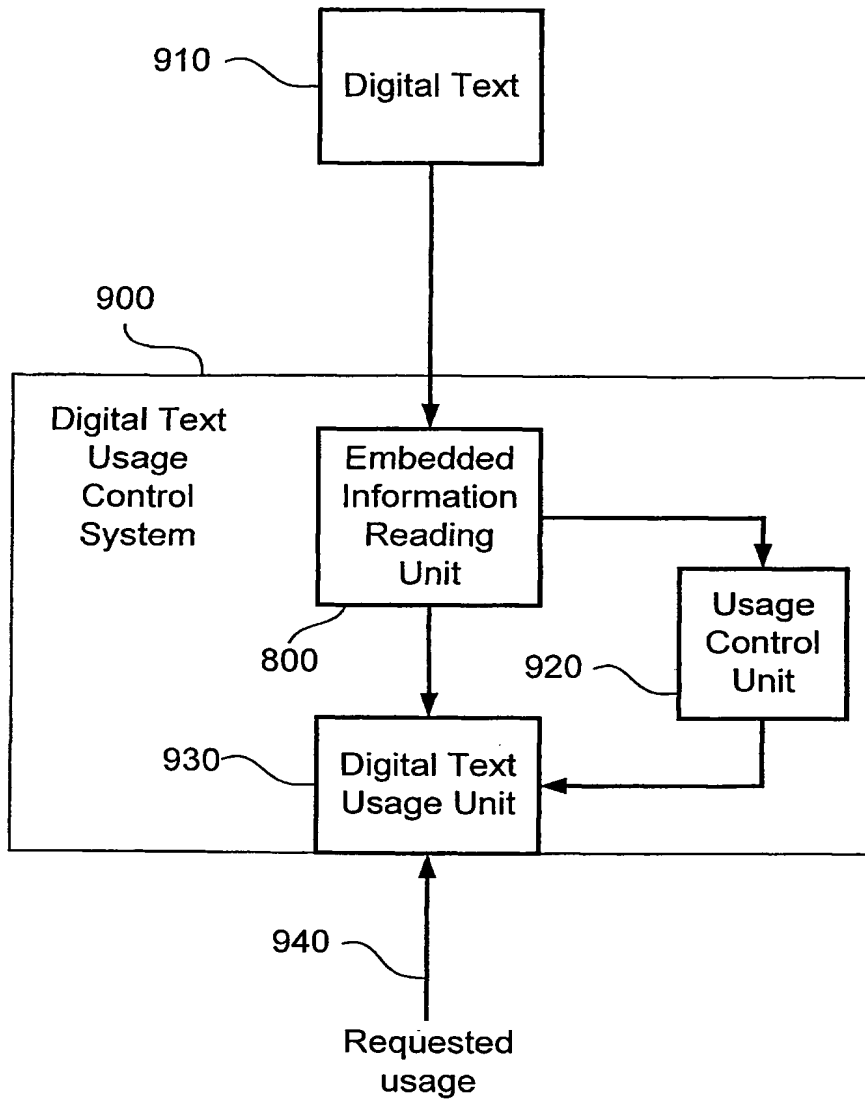 910
Digital Text
900
Digital Text
Usage
Control
System
Embedded
Information
Reading
Unit
800
Usage
Control
Unit
920
930
Digital Text
Usage Unit
940
Requested
usage